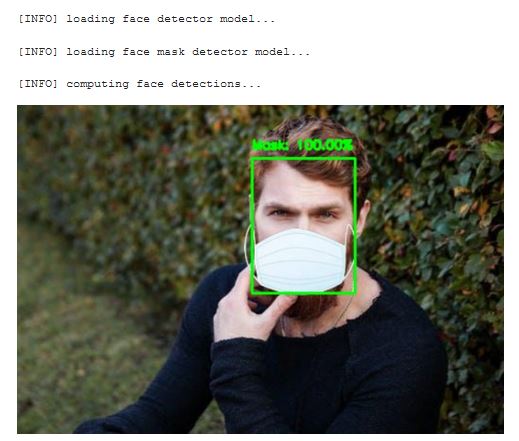 [INFO] loading face detector model...
[INFO] loading face mask detector model...
[INFO] computing face detections...
Mask: 100.00%